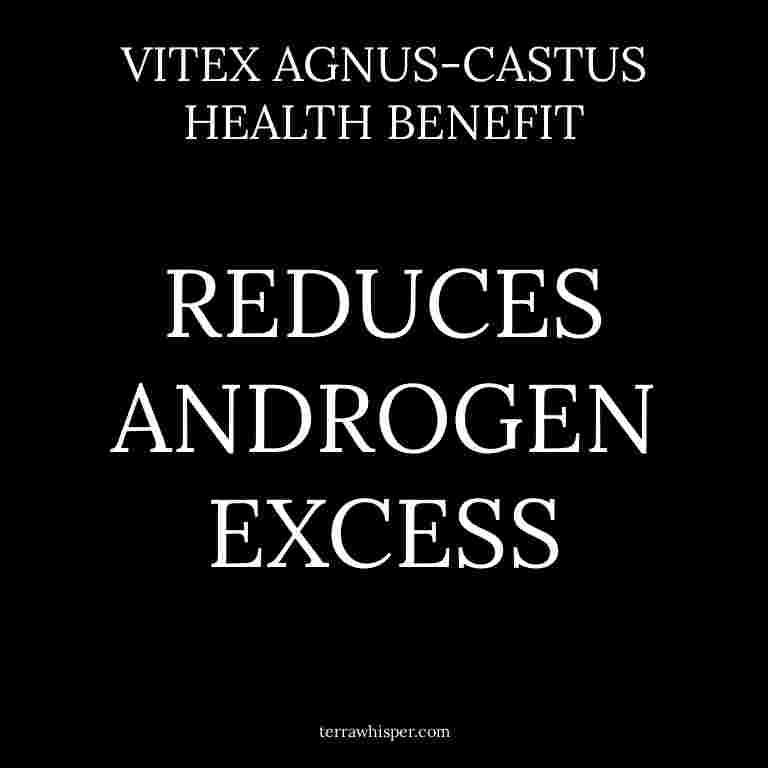 VITEX AGNUS-CASTUS
HEALTH BENEFIT
REDUCES
ANDROGEN
EXCESS
terrawhisper.com